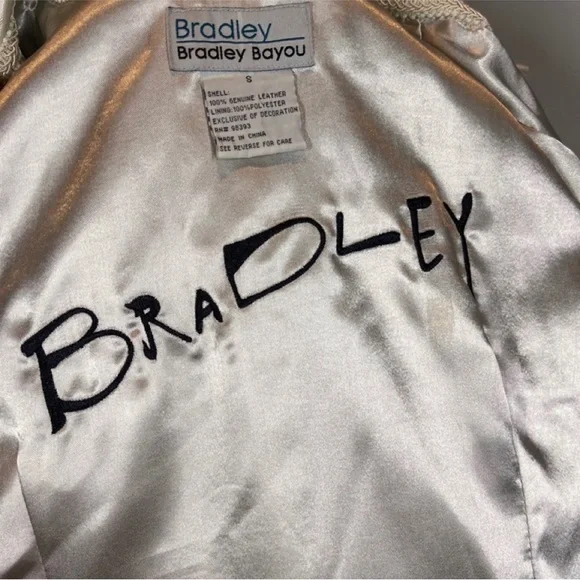 Bradley
Bradley Bayou
S
SHELL:
100% GENUINE LEATHER
LINING:100%POLYESTER
EXCLUSIVE OF DECORATION
RN# 95393
MADE IN CHINA
SEE REVERSE FOR CARE
BRADLEY